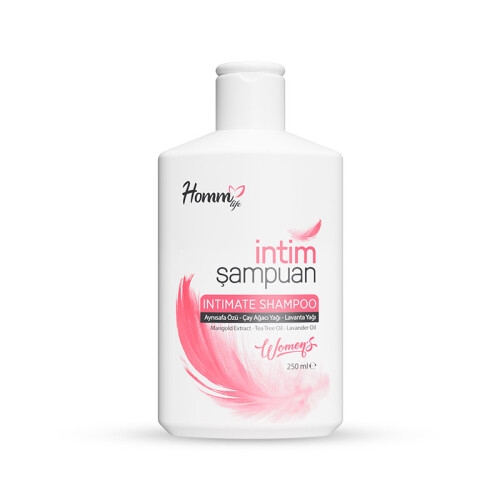 Homm
life
intim
şampuan
INTIMATE SHAMPOO
Aynısafa Özü - Çay Ağacı Yağı - Lavanta Yağı
Marigold Extract - Tea Tree Oil - Lavander Oil
Women's
250 ml ℮